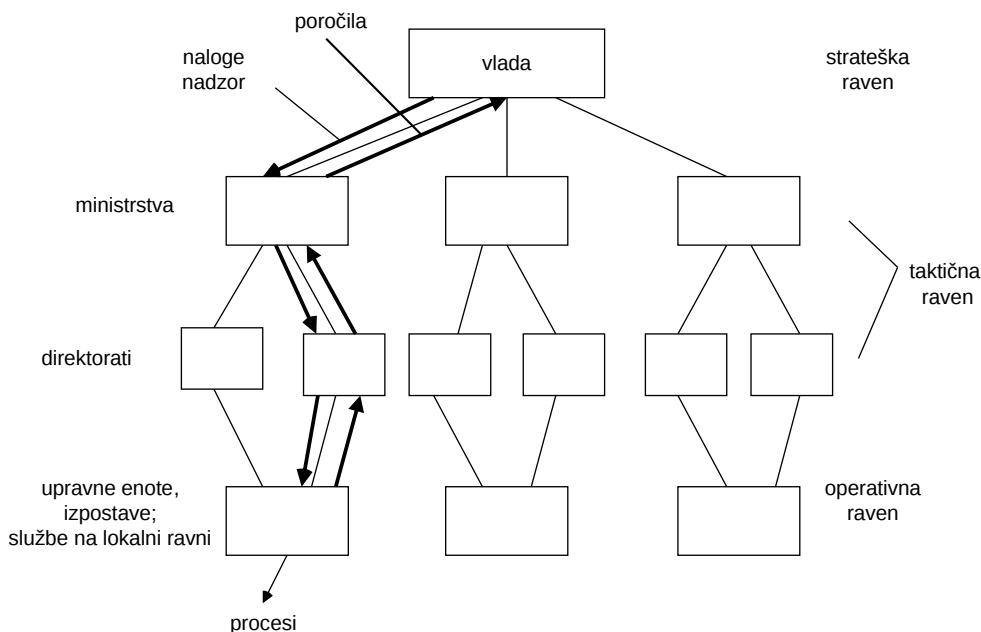 poročila
naloge
nadzor
vlada
strateška
raven
ministrstva
taktična
raven
direktorati
upravne enote,
izpostave;
službe na lokalni ravni
operativna
raven
procesi